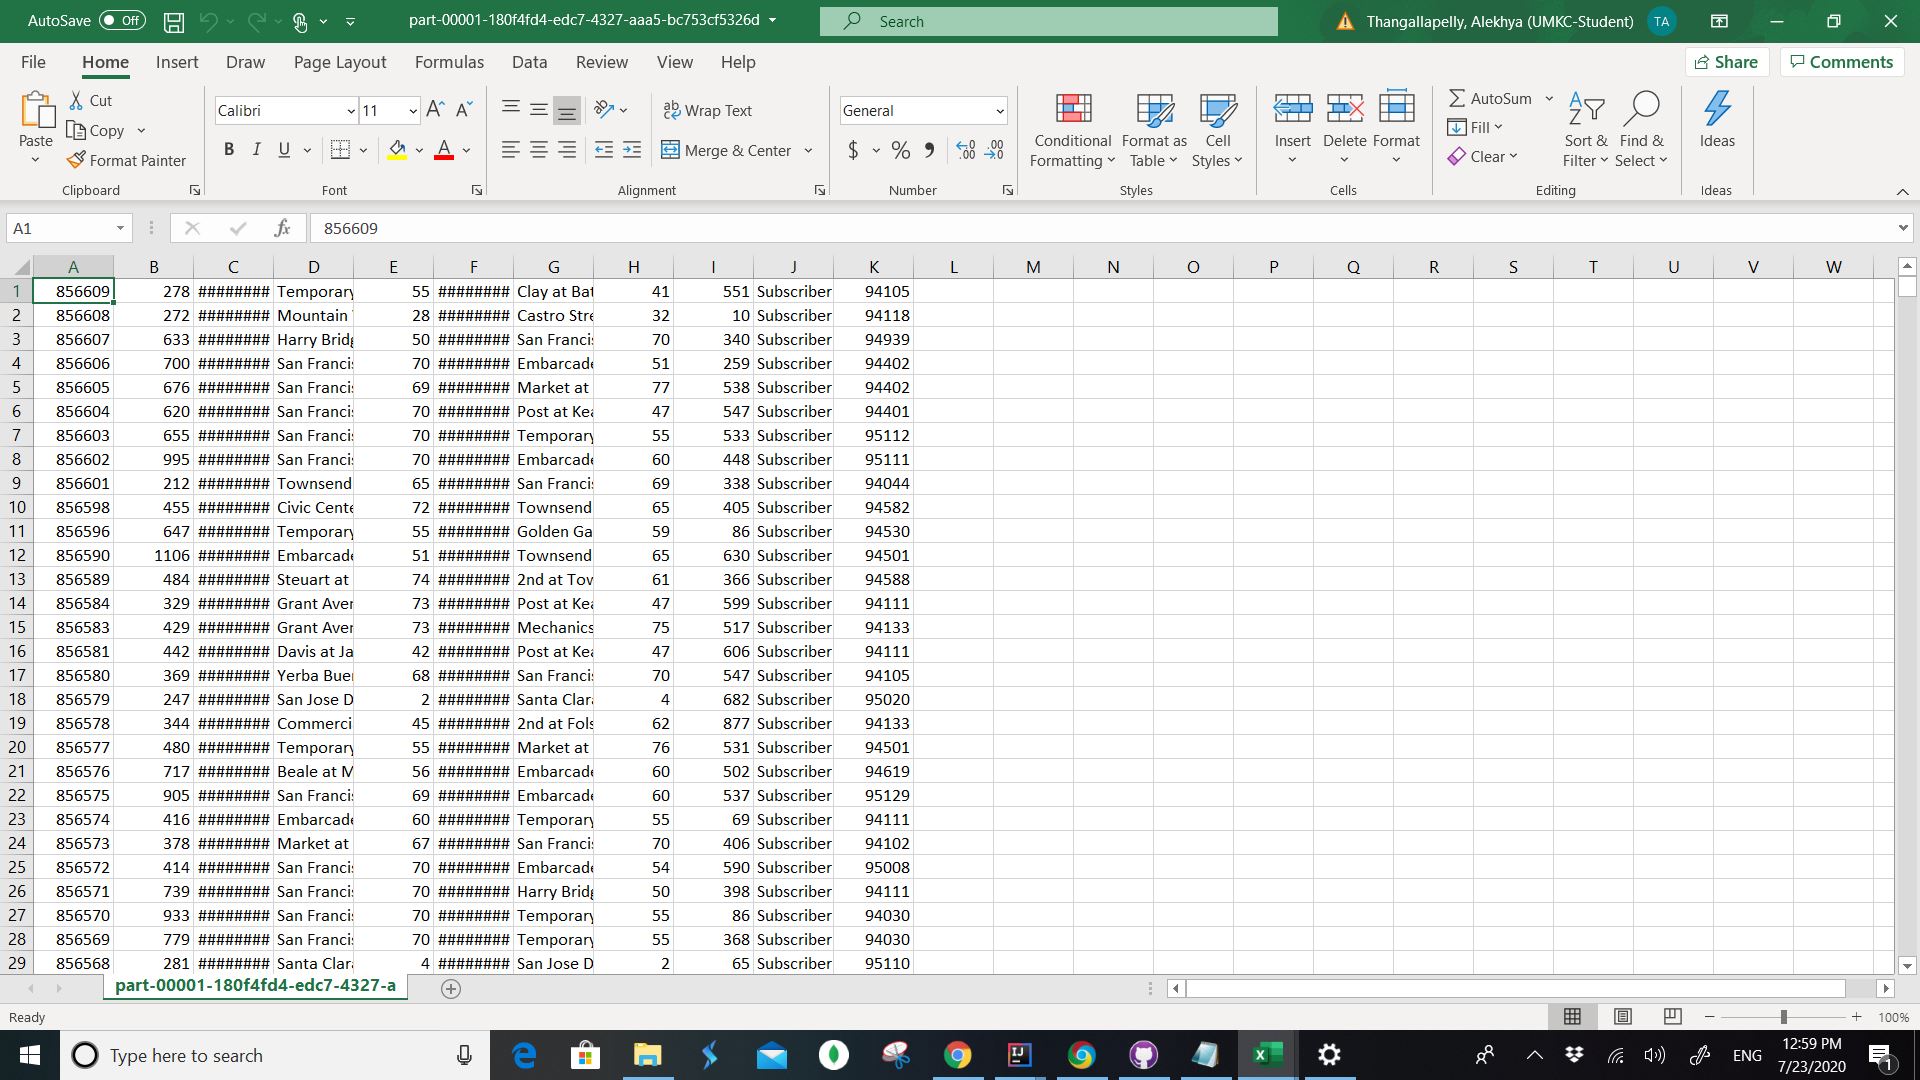 AutoSave Off part-00001-180f4fd4-edc7-4327-aaa5-bc753cf5326d Search Thangallapelly, Alekhya (UMKC-Student) TA
File Home Insert Draw Page Layout Formulas Data Review View Help Share Comments
Cut
Copy
Format Painter
Paste
Clipboard
Calibri 11
B I U
Font
Wrap Text
Merge & Center
Alignment
General
$ % 9
Number
Conditional Formatting
Format as Table
Cell Styles
Styles
Insert Delete Format
Cells
AutoSum
Fill
Clear
Sort & Filter
Find & Select
Editing
Ideas
Ideas
A1 fx 856609
A B C D E F G H I J K L M N O P Q R S T U V W
1 856609 278 ######## Temporary 55 ######## Clay at Bat 41 551 Subscriber 94105
2 856608 272 ######## Mountain 28 ######## Castro Stre 32 10 Subscriber 94118
3 856607 633 ######## Harry Bridg 50 ######## San Francis 70 340 Subscriber 94939
4 856606 700 ######## San Francis 70 ######## Embarcade 51 259 Subscriber 94402
5 856605 676 ######## San Francis 69 ######## Market at 77 538 Subscriber 94402
6 856604 620 ######## San Francis 70 ######## Post at Kea 47 547 Subscriber 94401
7 856603 655 ######## San Francis 70 ######## Temporary 55 533 Subscriber 95112
8 856602 995 ######## San Francis 70 ######## Embarcade 60 448 Subscriber 95111
9 856601 212 ######## Townsend 65 ######## San Francis 69 338 Subscriber 94044
10 856598 455 ######## Civic Cente 72 ######## Townsend 65 405 Subscriber 94582
11 856596 647 ######## Temporary 55 ######## Golden Ga 59 86 Subscriber 94530
12 856590 1106 ######## Embarcade 51 ######## Townsend 65 630 Subscriber 94501
13 856589 484 ######## Steuart at 74 ######## 2nd at Tow 61 366 Subscriber 94588
14 856584 329 ######## Grant Aver 73 ######## Post at Kea 47 599 Subscriber 94111
15 856583 429 ######## Grant Aver 73 ######## Mechanics 75 517 Subscriber 94133
16 856581 442 ######## Davis at Ja 42 ######## Post at Kea 47 606 Subscriber 94111
17 856580 369 ######## Yerba Buer 68 ######## San Francis 70 547 Subscriber 94105
18 856579 247 ######## San Jose D 2 ######## Santa Clara 4 682 Subscriber 95020
19 856578 344 ######## Commerci 45 ######## 2nd at Fols 62 877 Subscriber 94133
20 856577 480 ######## Temporary 55 ######## Market at 76 531 Subscriber 94501
21 856576 717 ######## Beale at M 56 ######## Embarcade 60 502 Subscriber 94619
22 856575 905 ######## San Francis 69 ######## Embarcade 60 537 Subscriber 95129
23 856574 416 ######## Embarcade 60 ######## Temporary 55 69 Subscriber 94111
24 856573 378 ######## Market at 67 ######## San Francis 70 406 Subscriber 94102
25 856572 414 ######## San Francis 70 ######## Embarcade 54 590 Subscriber 95008
26 856571 739 ######## San Francis 70 ######## Harry Bridg 50 398 Subscriber 94111
27 856570 933 ######## San Francis 70 ######## Temporary 55 86 Subscriber 94030
28 856569 779 ######## San Francis 70 ######## Temporary 55 368 Subscriber 94030
29 856568 281 ######## Santa Clara 4 ######## San Jose D 2 65 Subscriber 95110
part-00001-180f4fd4-edc7-4327-a
Ready 100%
Type here to search ENG 12:59 PM
7/23/2020 1